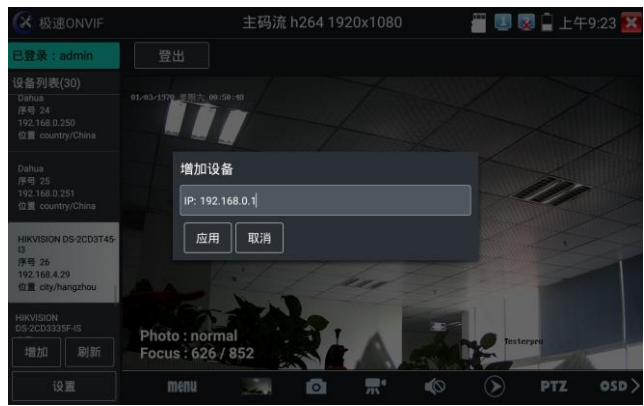 极速ONVIF
主码流 h264 1920x1080
上午9:23
已登录：admin
登出
设备列表(30)
Dahua
序号 24
192.168.0.250
位置 country/China
Dahua
序号 25
192.168.0.251
位置 country/China
HIKVISION DS-2CD3T45-
I3
序号 26
192.168.4.29
位置 city/hangzhou
HIKVISION
DS-2CD3335F-IS
增加
刷新
设置
01/03/1970 星期六 00:50:40
增加设备
IP: 192.168.0.1
应用
取消
Photo : normal
Focus : 626 / 852
Testerpro
menu
PTZ
OSD